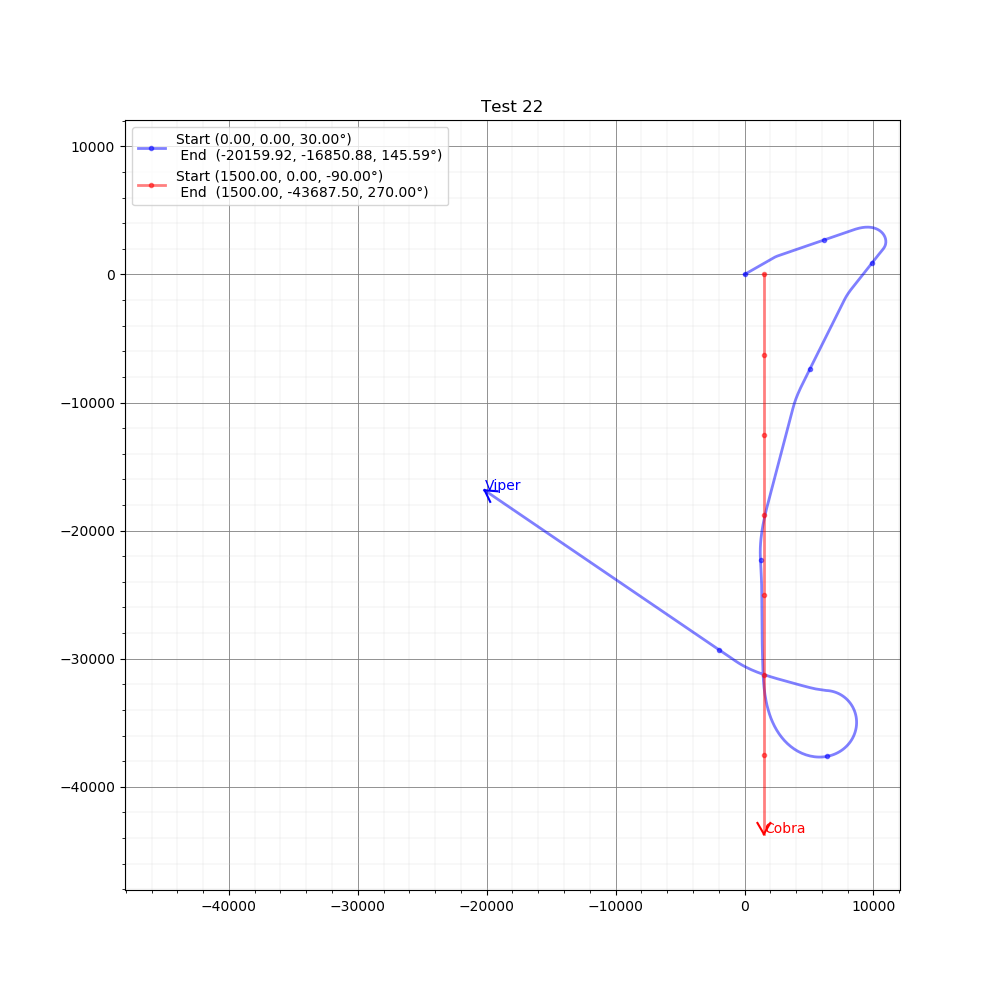 Test 22
Start (0.00, 0.00, 30.00°)
End (-20159.92, -16850.88, 145.59°)
Start (1500.00, 0.00, -90.00°)
End (1500.00, -43687.50, 270.00°)
10000
0
−10000
−20000
−30000
−40000
Viper
Cobra
−40000 −30000 −20000 −10000 0 10000